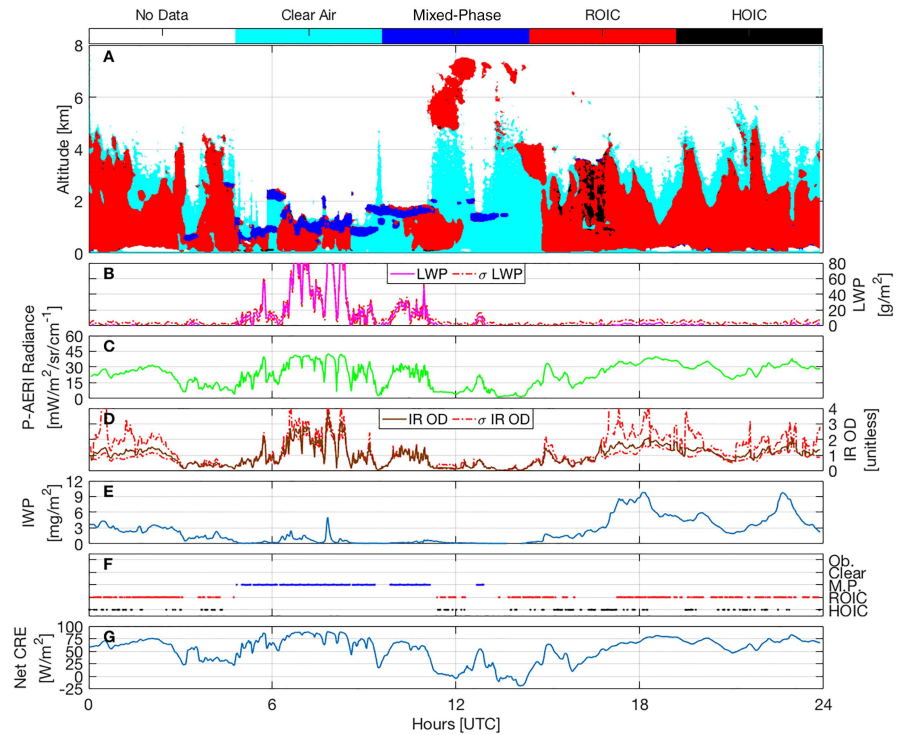 No Data Clear Air Mixed-Phase ROIC HOIC
A
8
6
4
2
0
Altitude [km]
B
LWP σ LWP
80
60
40
20
0
LWP
[g/m²]
P-AERI Radiance
[mW/m²/sr/cm⁻¹]
C
60
45
30
15
0
D
IR OD σ IR OD
4
3
2
1
0
IR OD
[unitless]
E
12
9
6
3
0
IWP
[mg/m²]
F
Ob.
Clear
M.P.
ROIC
HOIC
G
100
75
50
25
0
-25
Net CRE
[W/m²]
0 6 12 18 24
Hours [UTC]